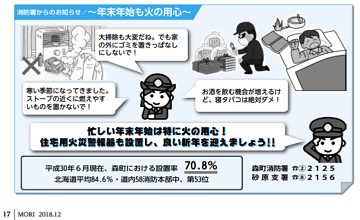 消防署からのお知らせ／～年末年始も火の用心～
大掃除も大変だね。でも家
の外にゴミを置きっぱなし
にしないで！
寒い季節になってきました。
ストーブの近くに燃えやす
いものを置かないで！
お酒を飲む機会が増えるけ
ど、寝タバコは絶対ダメ！
忙しい年末年始は特に火の用心！
住宅用火災警報器も設置し、良い新年を迎えましょう!!
平成30年６月現在、森町における設置率 70.8%
北海道平均84.6%・道内58消防本部中、第53位
森町消防署 ☎②２１２５
砂原支署 ☎⑧２１５６
17 MORI 2018.12